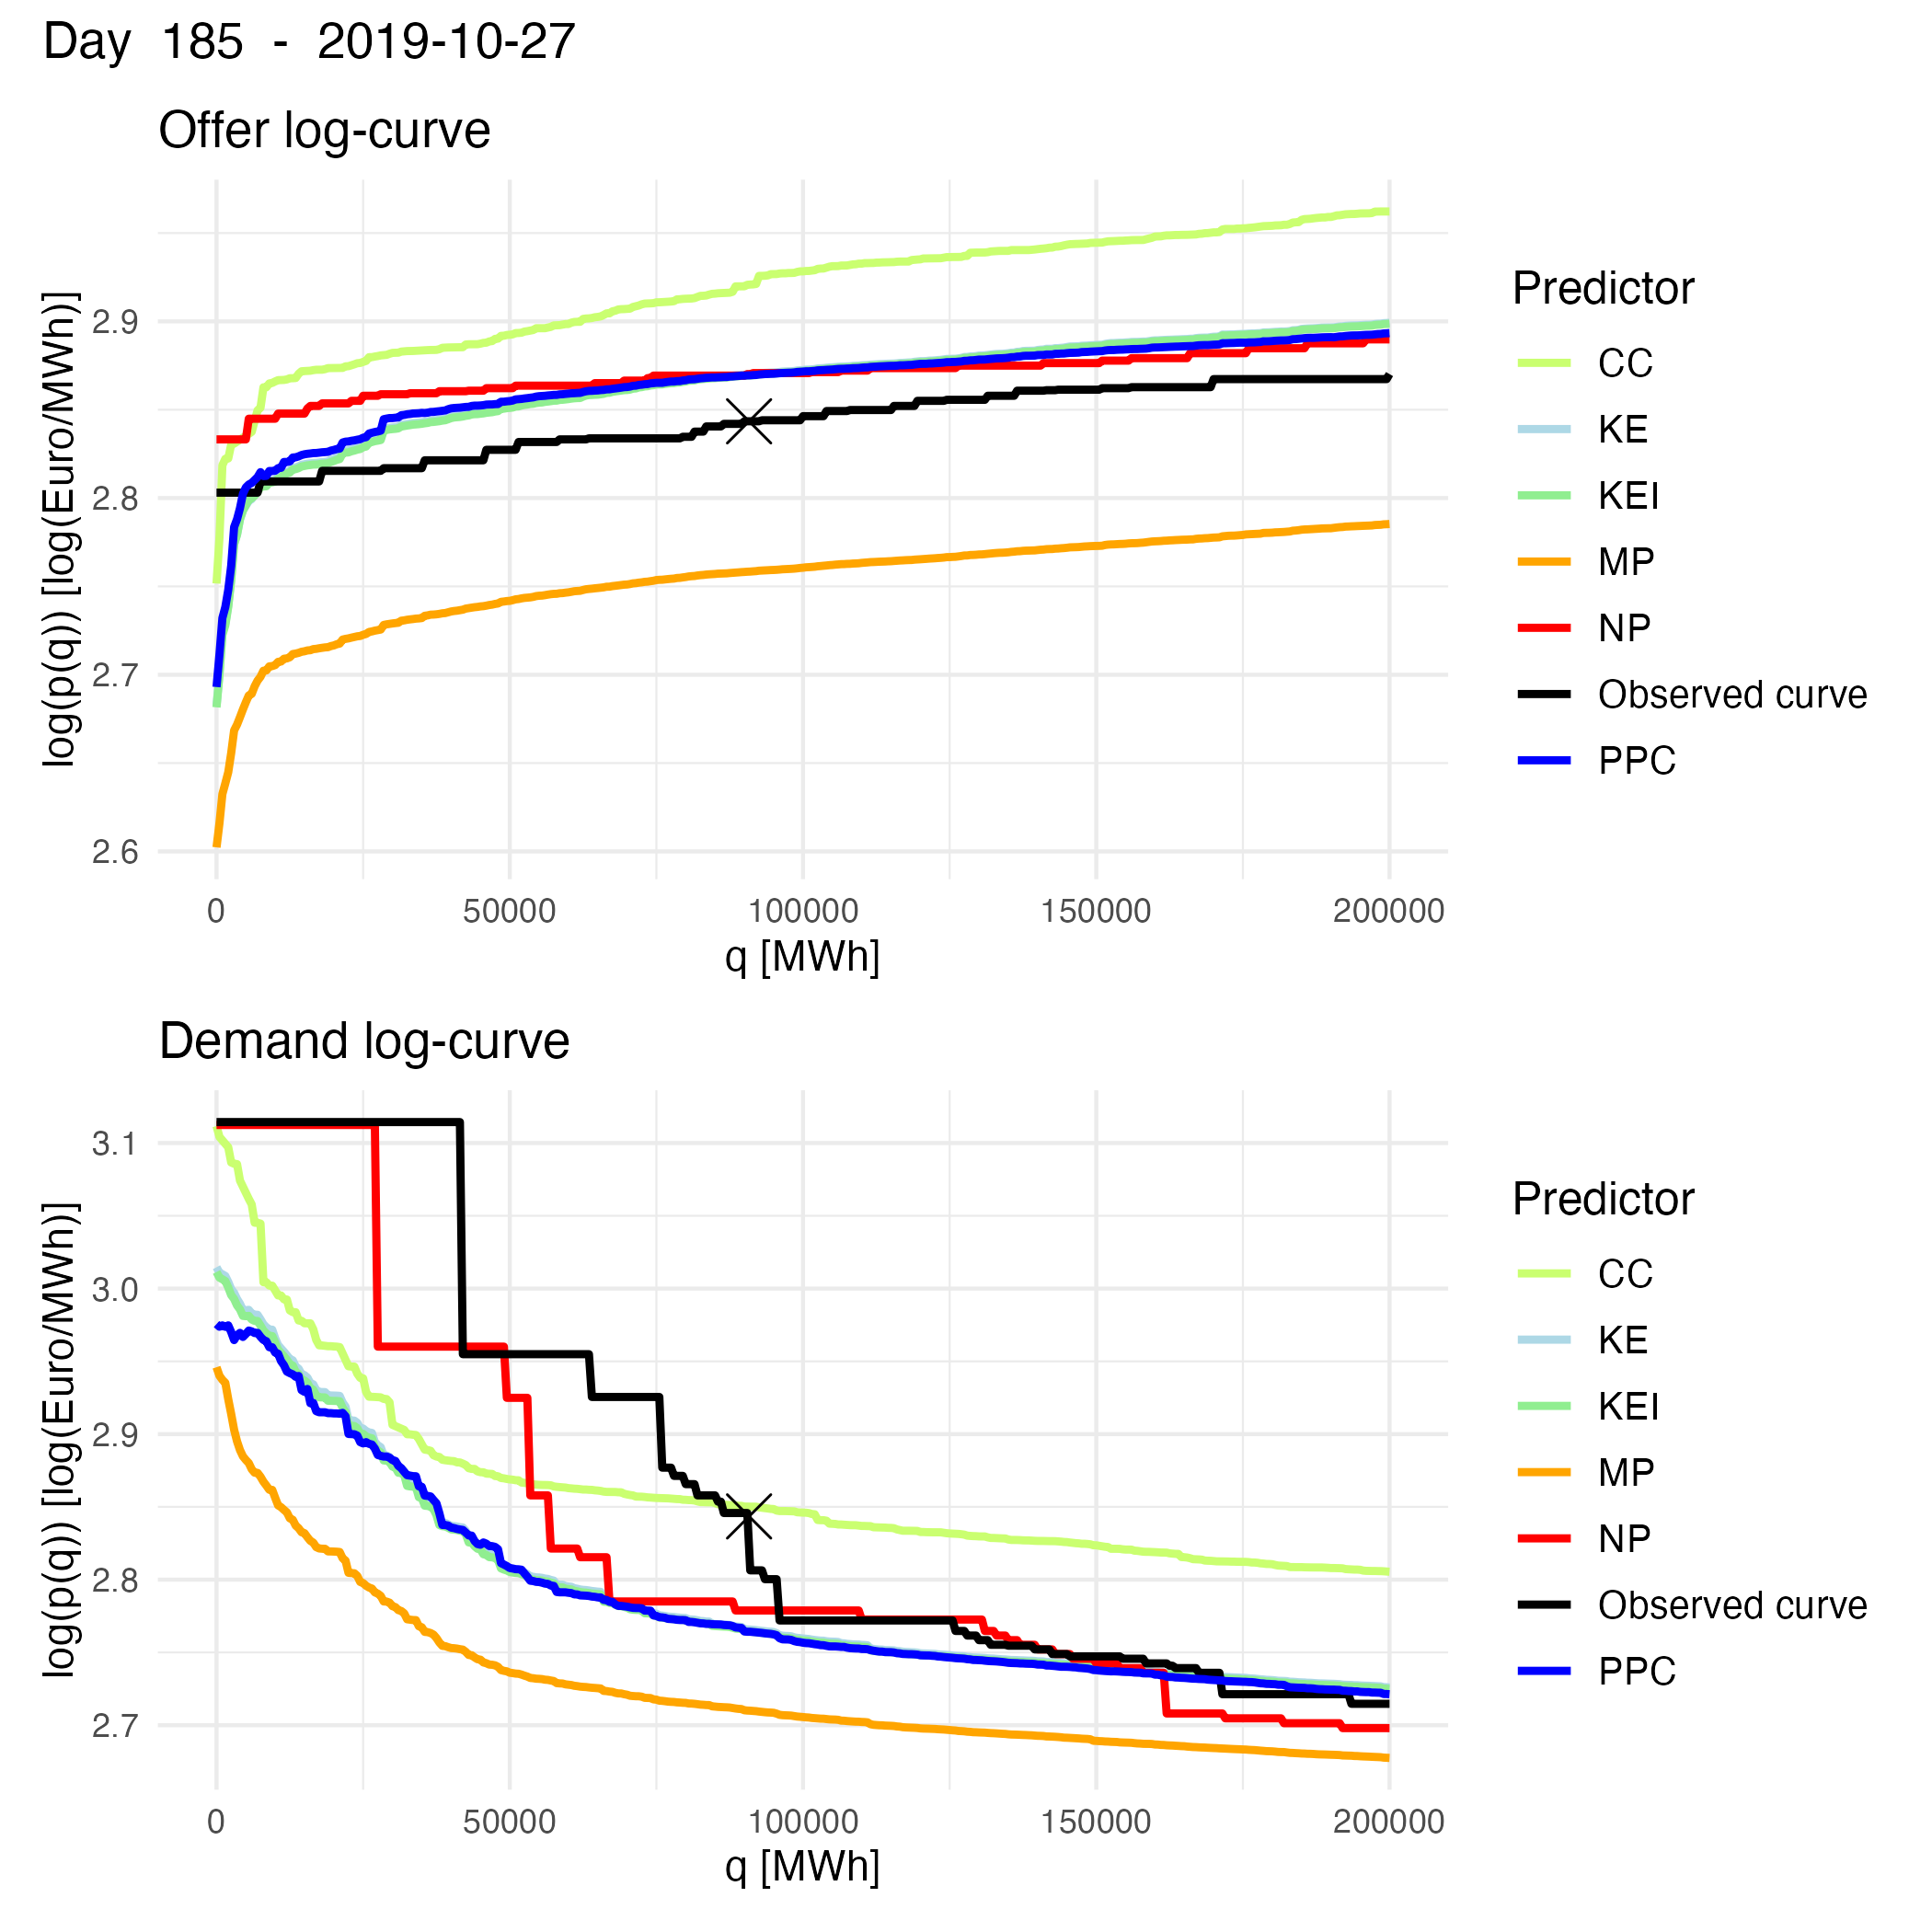 Day 185 - 2019-10-27
Offer log-curve
log(p(q)) [log(Euro/MWh)]
2.9
2.8
2.7
2.6
0 50000 100000 150000 200000
q [MWh]
Predictor
CC
KE
KEI
MP
NP
Observed curve
PPC
Demand log-curve
log(p(q)) [log(Euro/MWh)]
3.1
3.0
2.9
2.8
2.7
0 50000 100000 150000 200000
q [MWh]
Predictor
CC
KE
KEI
MP
NP
Observed curve
PPC